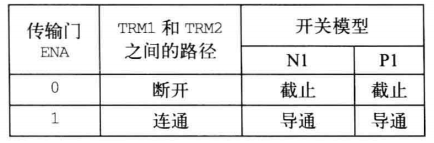 传输门
ENA
TRM1 和 TRM2
之间的路径
开关模型
N1
P1
0
断开
截止
截止
1
连通
导通
导通